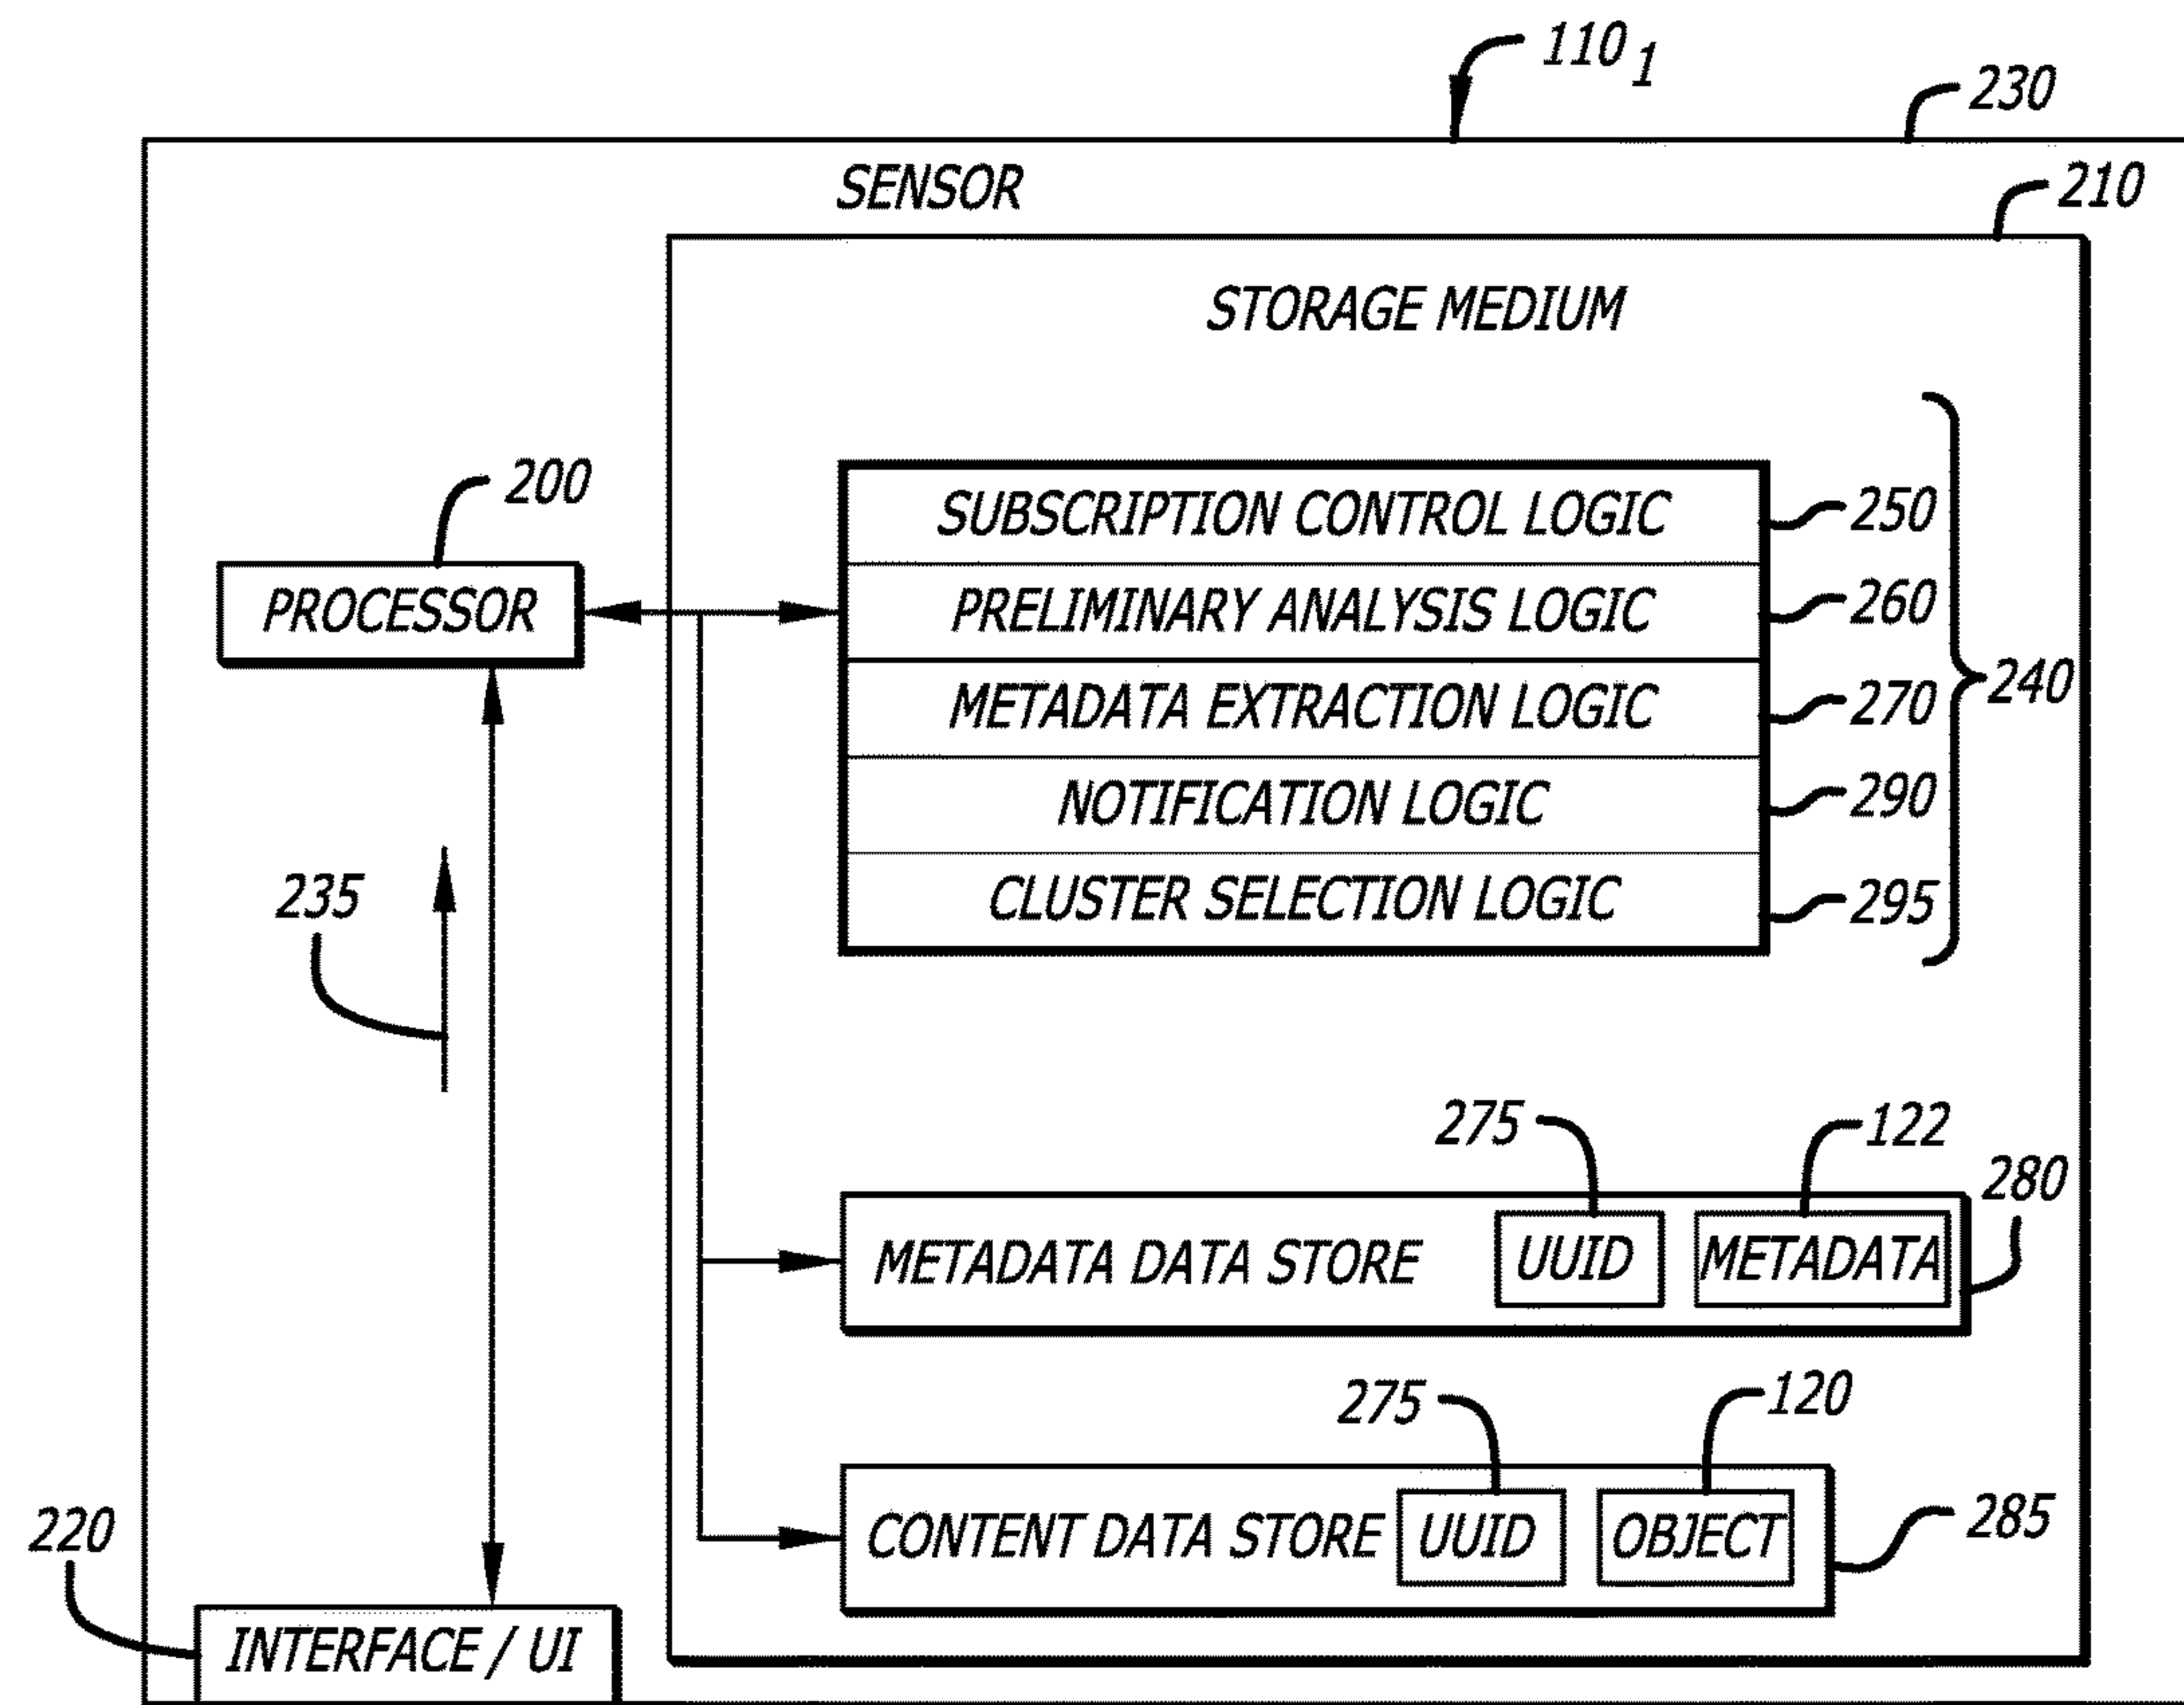 110 1
230
SENSOR
210
STORAGE MEDIUM
200
PROCESSOR
SUBSCRIPTION CONTROL LOGIC
250
PRELIMINARY ANALYSIS LOGIC
260
METADATA EXTRACTION LOGIC
270
240
NOTIFICATION LOGIC
290
CLUSTER SELECTION LOGIC
295
235
275
122
280
METADATA DATA STORE
UUID
METADATA
275
120
CONTENT DATA STORE
UUID
OBJECT
285
220
INTERFACE / UI